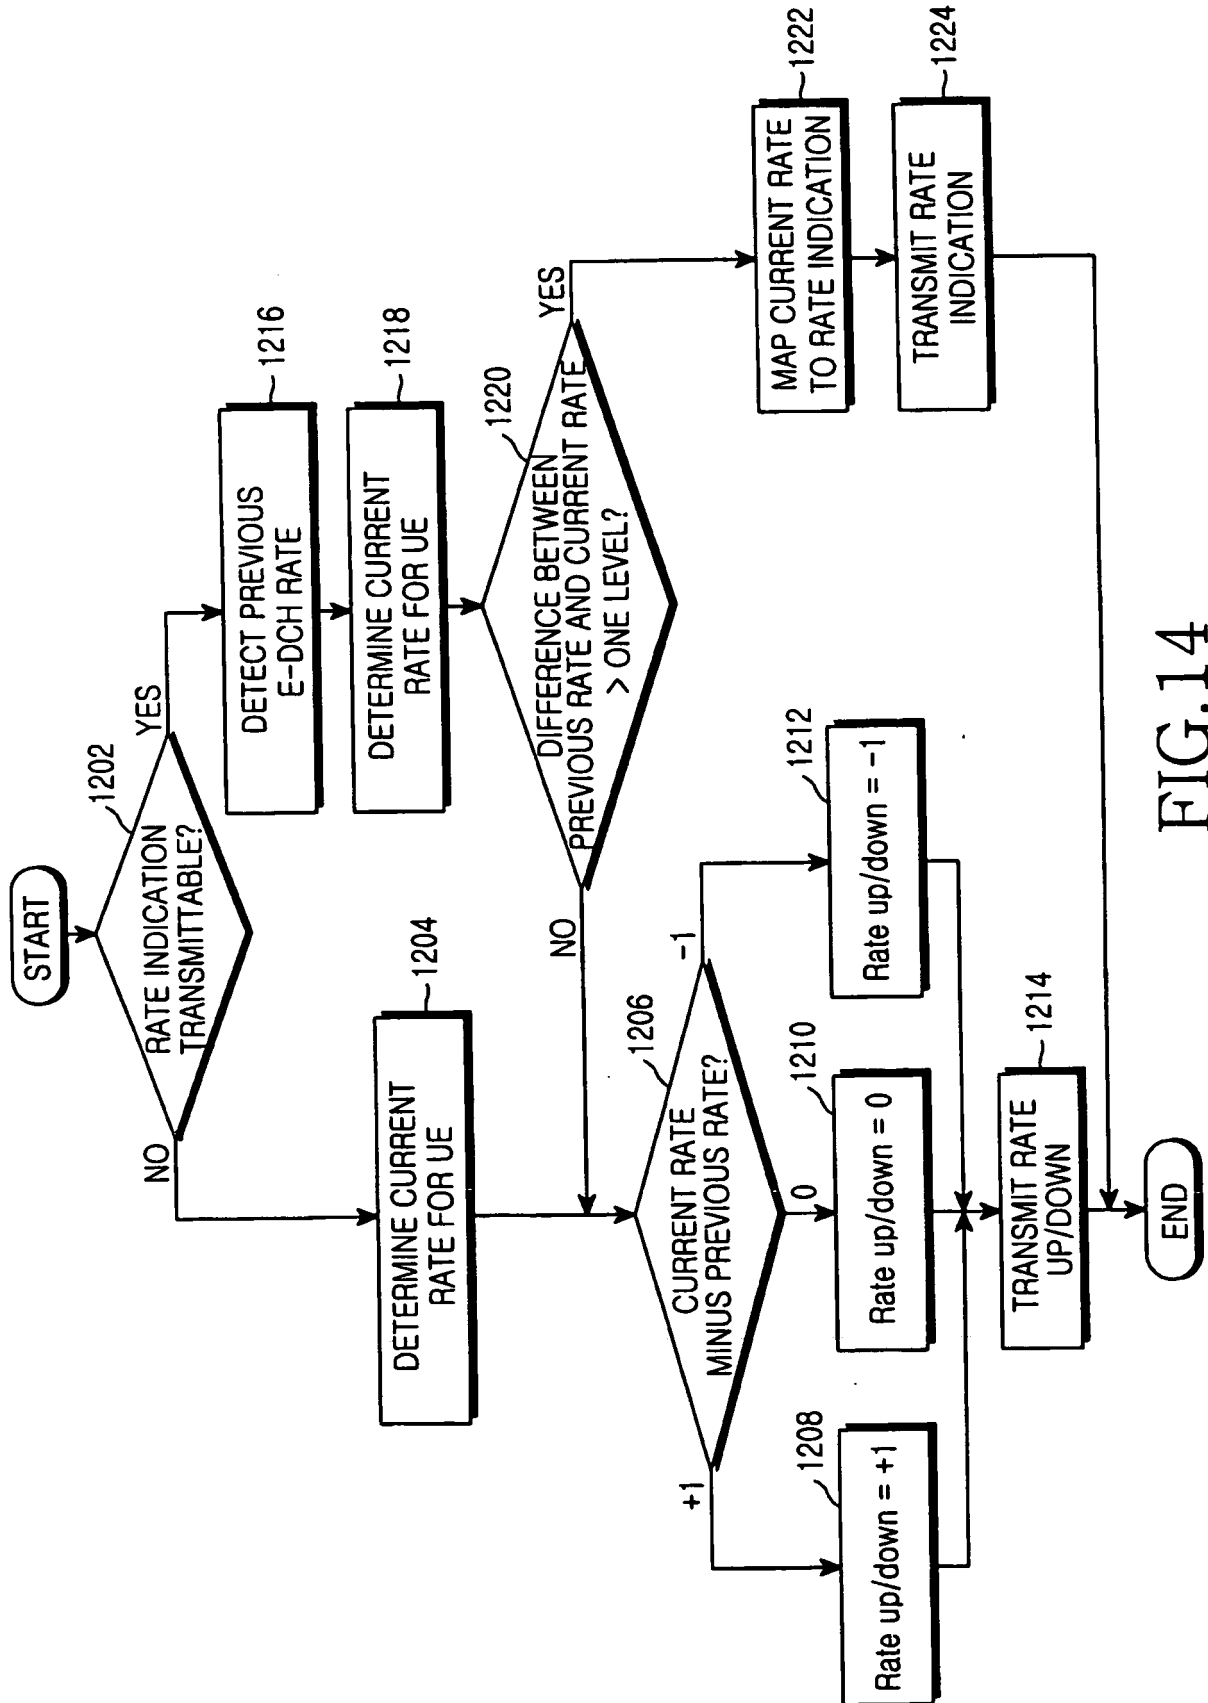 START
1202
RATE INDICATION
TRANSMITTABLE?
YES
NO
1204
DETERMINE CURRENT
RATE FOR UE
1216
DETECT PREVIOUS
E-DCH RATE
1218
DETERMINE CURRENT
RATE FOR UE
1220
DIFFERENCE BETWEEN
PREVIOUS RATE AND CURRENT RATE
> ONE LEVEL?
NO
YES
1206
CURRENT RATE
MINUS PREVIOUS RATE?
+1
0
-1
1208
Rate up/down = +1
1210
Rate up/down = 0
1212
Rate up/down = -1
1222
MAP CURRENT RATE
TO RATE INDICATION
1224
TRANSMIT RATE
INDICATION
1214
TRANSMIT RATE
UP/DOWN
END
FIG.14